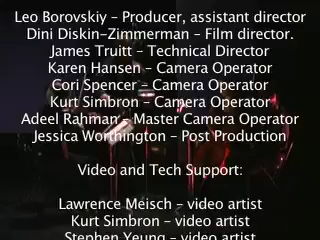 Leo Borovskiy – Producer, assistant director
Dini Diskin-Zimmerman – Film director.
James Truitt – Technical Director
Karen Hansen – Camera Operator
Cori Spencer – Camera Operator
Kurt Simbron – Camera Operator
Adeel Rahman – Master Camera Operator
Jessica Worthington – Post Production
Video and Tech Support:
Lawrence Meisch – video artist
Kurt Simbron – video artist
Stephen Yeung – video artist